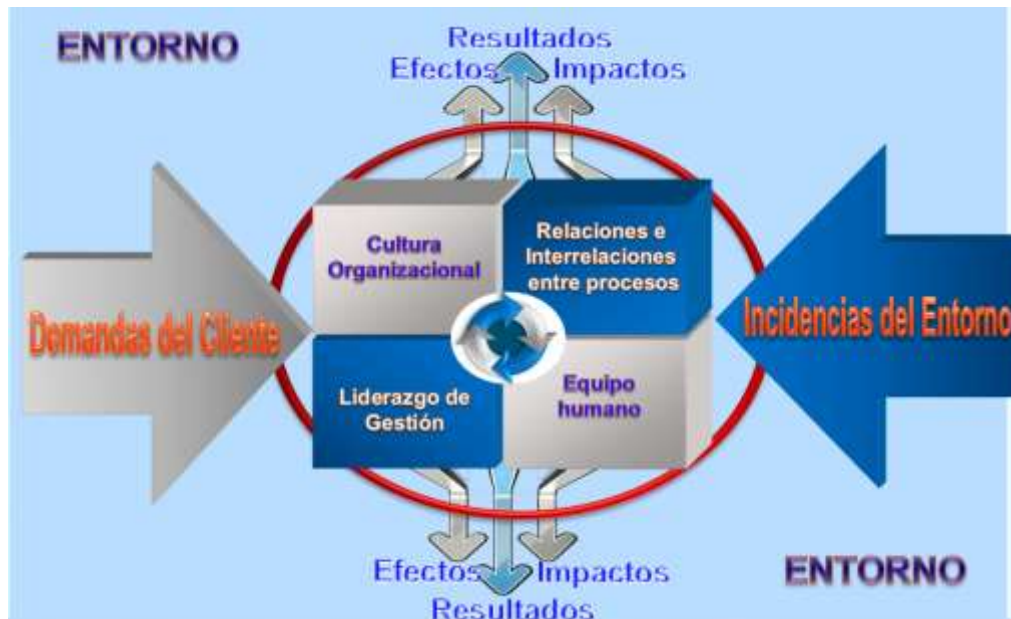 ENTORNO
Resultados
Efectos Impactos
Cultura
Organizacional
Relaciones e
Interrelaciones
entre procesos
Demandas del Cliente
Incidencias del Entorno
Liderazgo de
Gestión
Equipo
humano
Efectos Impactos
Resultados
ENTORNO